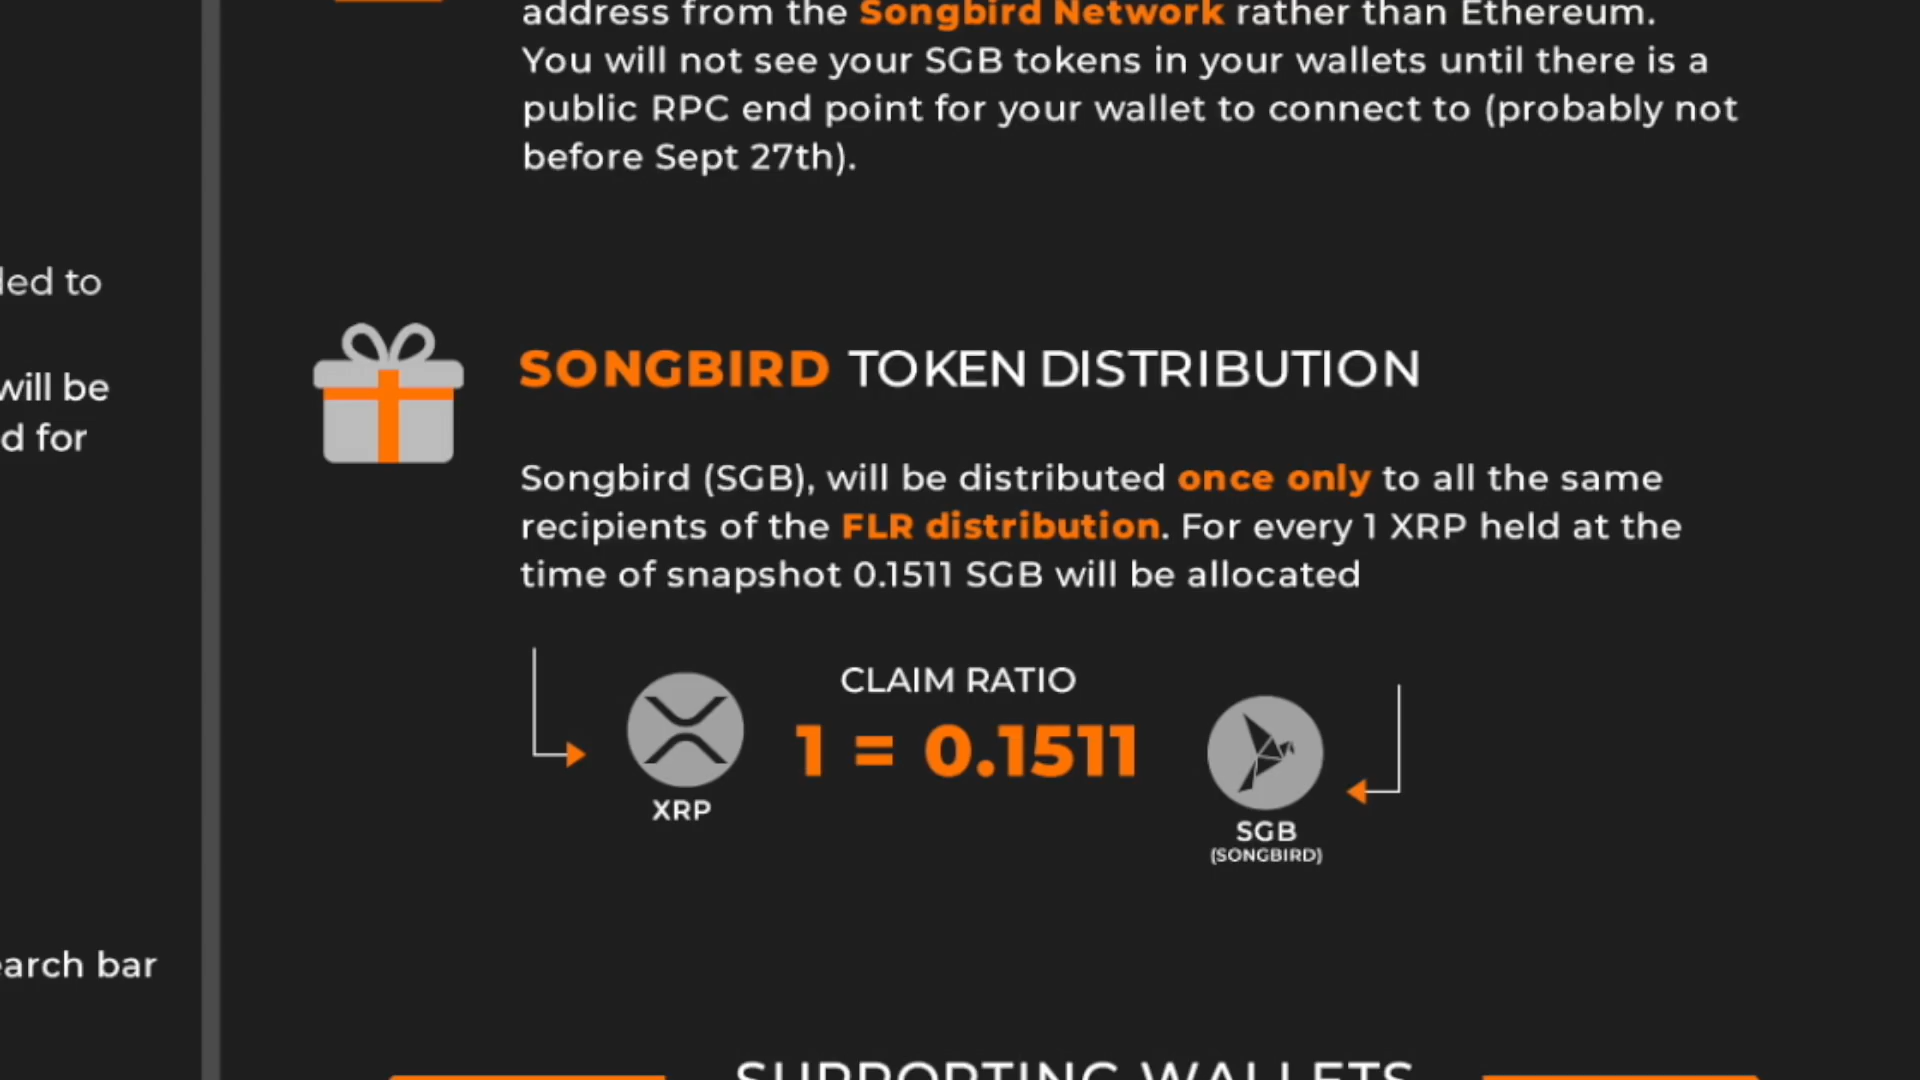 address from the Songbird Network rather than Ethereum.
You will not see your SGB tokens in your wallets until there is a
public RPC end point for your wallet to connect to (probably not
before Sept 27th).
to
will be
for
SONGBIRD TOKEN DISTRIBUTION
Songbird (SGB), will be distributed once only to all the same
recipients of the FLR distribution. For every 1 XRP held at the
time of snapshot 0.1511 SGB will be allocated
CLAIM RATIO
1 = 0.1511
XRP
SGB
(SONGBIRD)
bar
SUPPORTING WALLETS